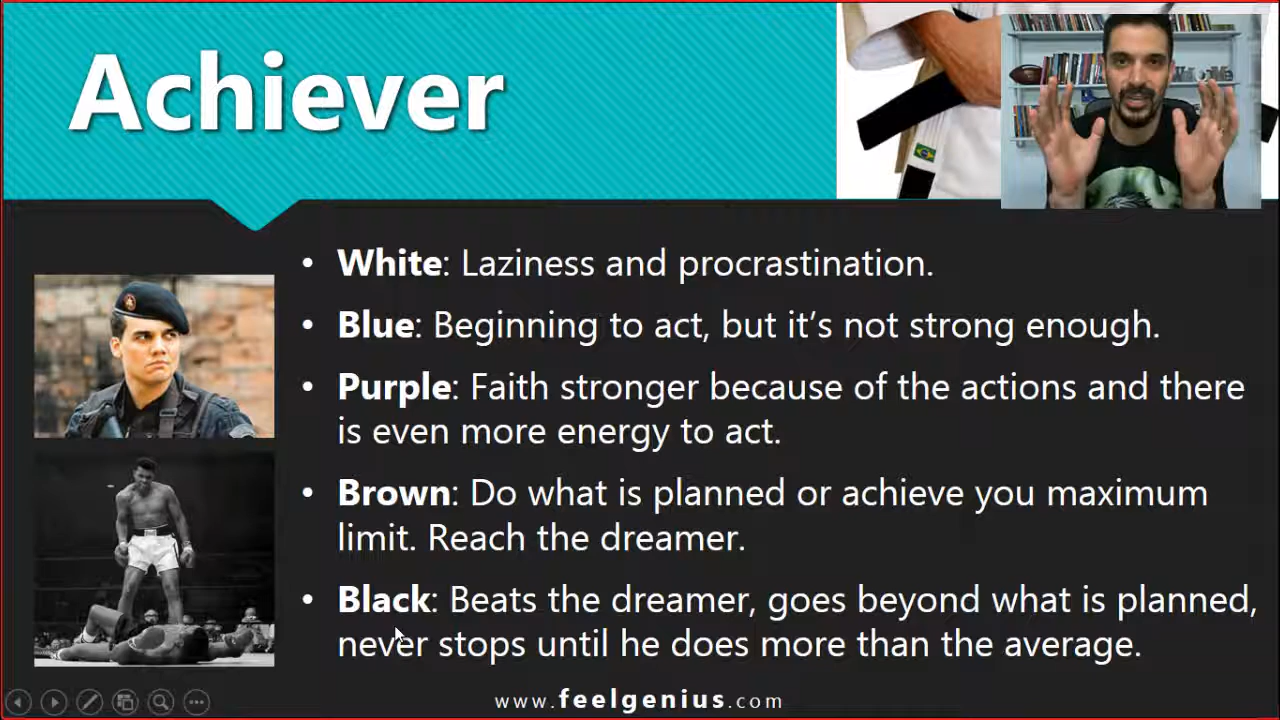 Achiever
• White: Laziness and procrastination.
• Blue: Beginning to act, but it’s not strong enough.
• Purple: Faith stronger because of the actions and there
is even more energy to act.
• Brown: Do what is planned or achieve you maximum
limit. Reach the dreamer.
• Black: Beats the dreamer, goes beyond what is planned,
never stops until he does more than the average.
www.feelgenius.com